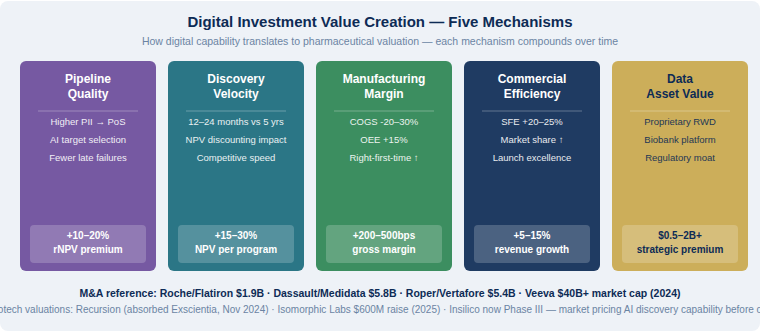 Digital Investment Value Creation — Five Mechanisms
How digital capability translates to pharmaceutical valuation — each mechanism compounds over time
Pipeline
Quality
Higher PII → PoS
AI target selection
Fewer late failures
+10–20%
rNPV premium
Discovery
Velocity
12–24 months vs 5 yrs
NPV discounting impact
Competitive speed
+15–30%
NPV per program
Manufacturing
Margin
COGS -20–30%
OEE +15%
Right-first-time ↑
+200–500bps
gross margin
Commercial
Efficiency
SFE +20–25%
Market share ↑
Launch excellence
+5–15%
revenue growth
Data
Asset Value
Proprietary RWD
Biobank platform
Regulatory moat
$0.5–2B+
strategic premium
M&A reference: Roche/Flatiron $1.9B · Dassault/Medidata $5.8B · Roper/Vertafore $5.4B · Veeva $40B+ market cap (2024)
valuations: Recursion (absorbed Exscientia, Nov 2024) · Isomorphic Labs $600M raise (2025) · Insilico now Phase III — market pricing AI discovery capability before